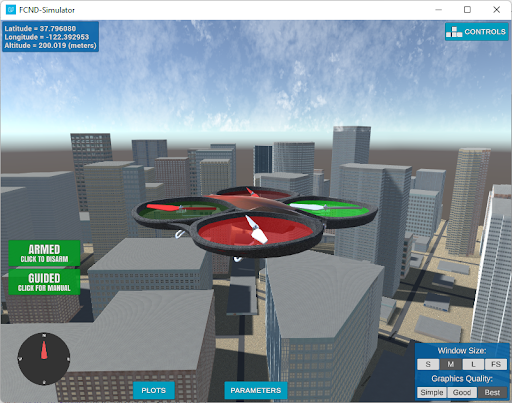 FCND-Simulator
Latitude = 37.796080
Longitude = -122.392953
Altitude = 200.019 (meters)
CONTROLS
ARMED
CLICK TO DISARM
GUIDED
CLICK FOR MANUAL
N
PLOTS
PARAMETERS
Window Size:
S M L FS
Graphics Quality:
Simple Good Best